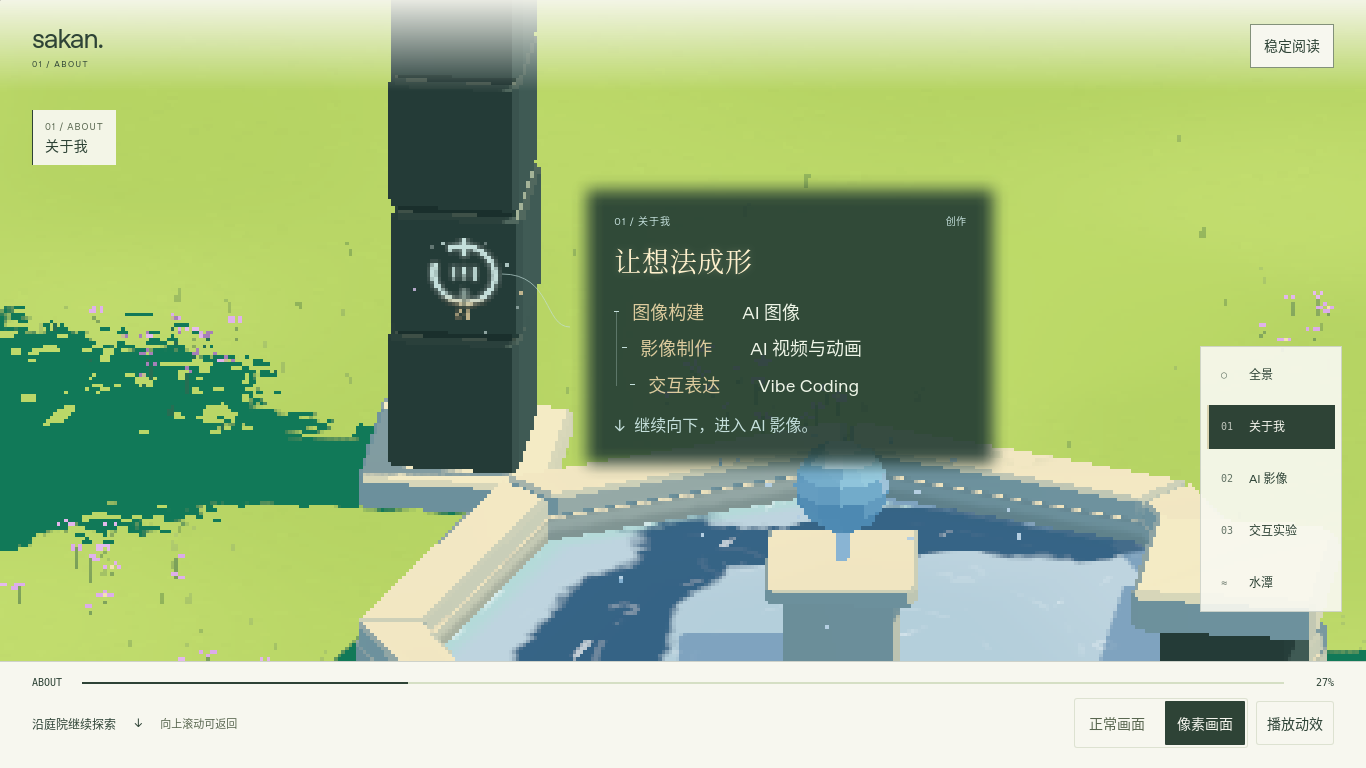 sakan.
01 / ABOUT
稳定阅读
01 / ABOUT
关于我
01 / 关于我 创作
让想法成形
图像构建 AI 图像
影像制作 AI 视频与动画
交互表达 Vibe Coding
↓ 继续向下，进入 AI 影像。
○ 全景
01 关于我
02 AI 影像
03 交互实验
≈ 水潭
ABOUT 27%
沿庭院继续探索 ↓ 向上滚动可返回
正常画面 像素画面 播放动效